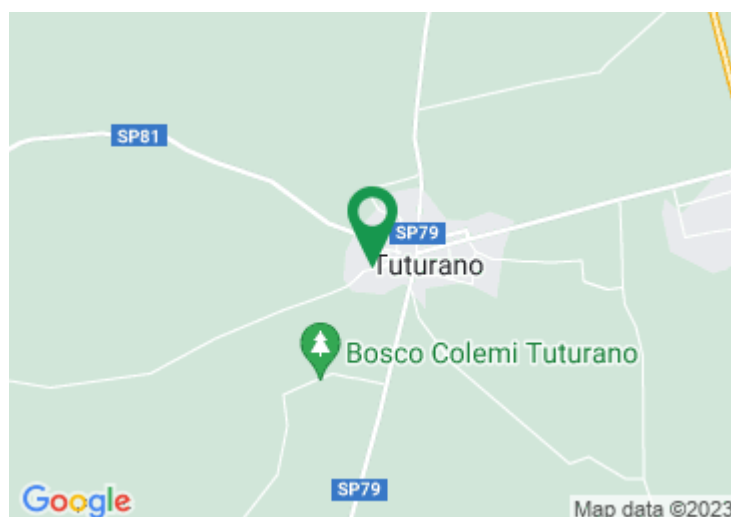 SP81
SP79
Tuturano
Bosco Colemi Tuturano
SP79
Google
Map data ©2023